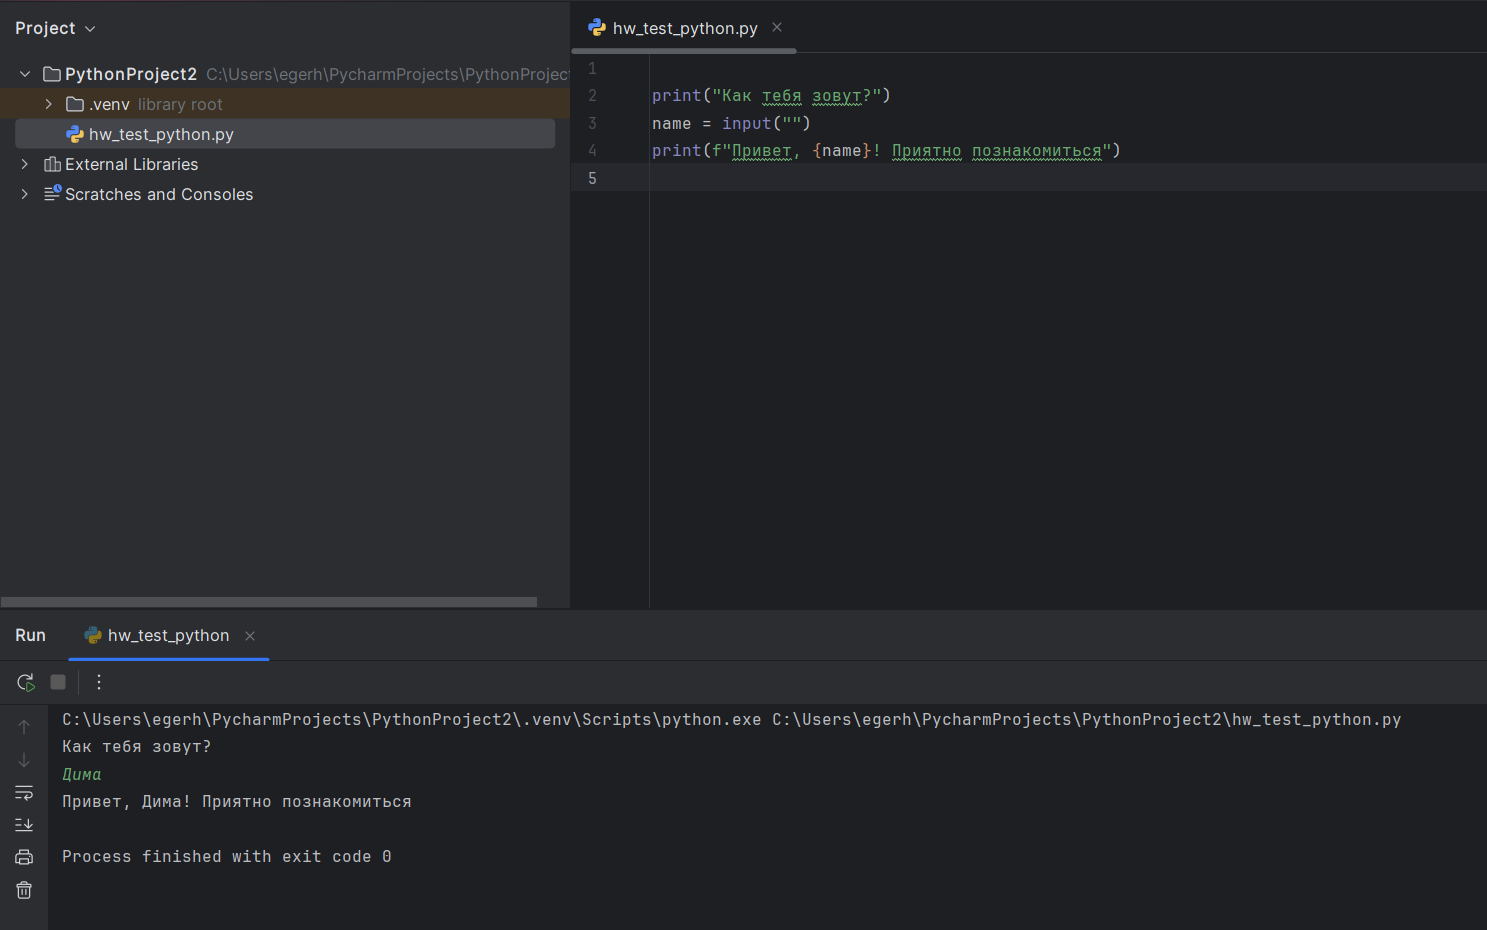 Project
PythonProject2 C:\Users\egerh\PycharmProjects\PythonProject
.venv library root
hw_test_python.py
External Libraries
Scratches and Consoles
hw_test_python.py
1
2 print("Как тебя зовут?")
3 name = input("")
4 print(f"Привет, {name}! Приятно познакомиться")
5
Run hw_test_python
C:\Users\egerh\PycharmProjects\PythonProject2\.venv\Scripts\python.exe C:\Users\egerh\PycharmProjects\PythonProject2\hw_test_python.py
Как тебя зовут?
Дима
Привет, Дима! Приятно познакомиться
Process finished with exit code 0